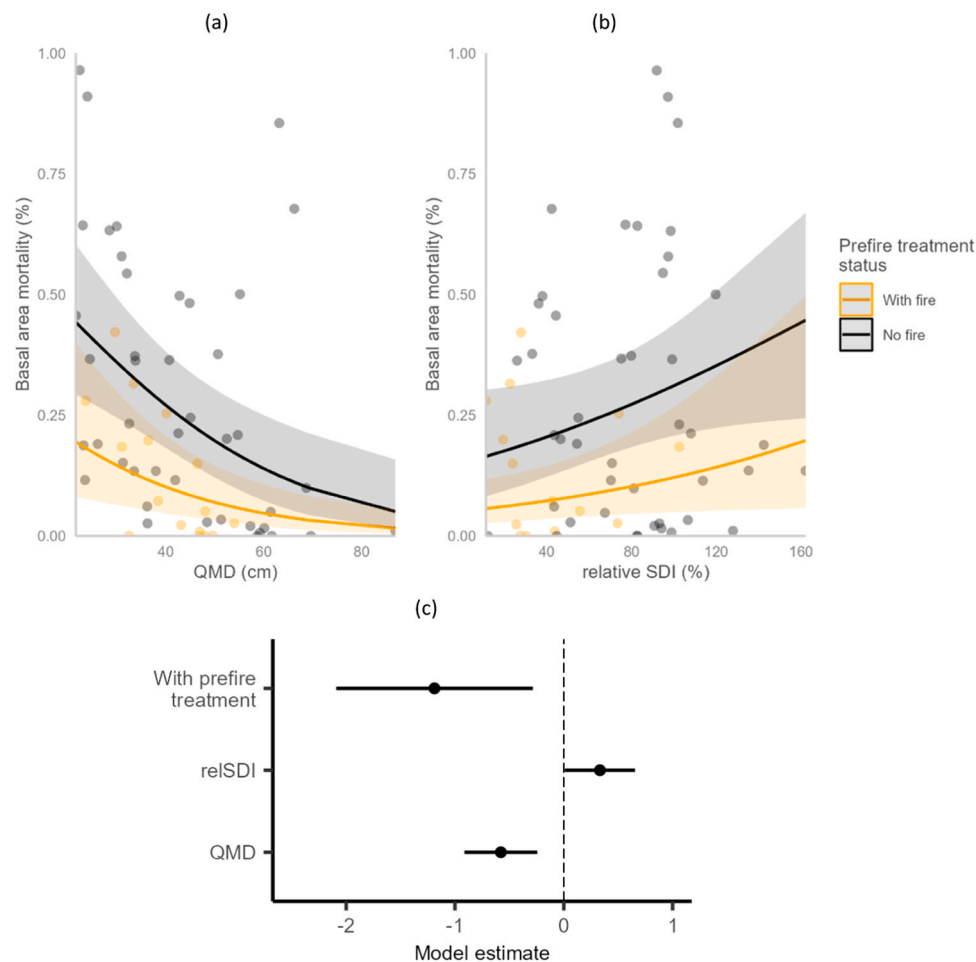 (a)
(b)
1.00
0.75
0.50
0.25
0.00
Basal area mortality (%)
40
60
80
QMD (cm)
1.00
0.75
0.50
0.25
0.00
Basal area mortality (%)
40
80
120
160
relative SDI (%)
Prefire treatment
status
With fire
No fire
(c)
With prefire
treatment
relSDI
QMD
-2
-1
0
1
Model estimate